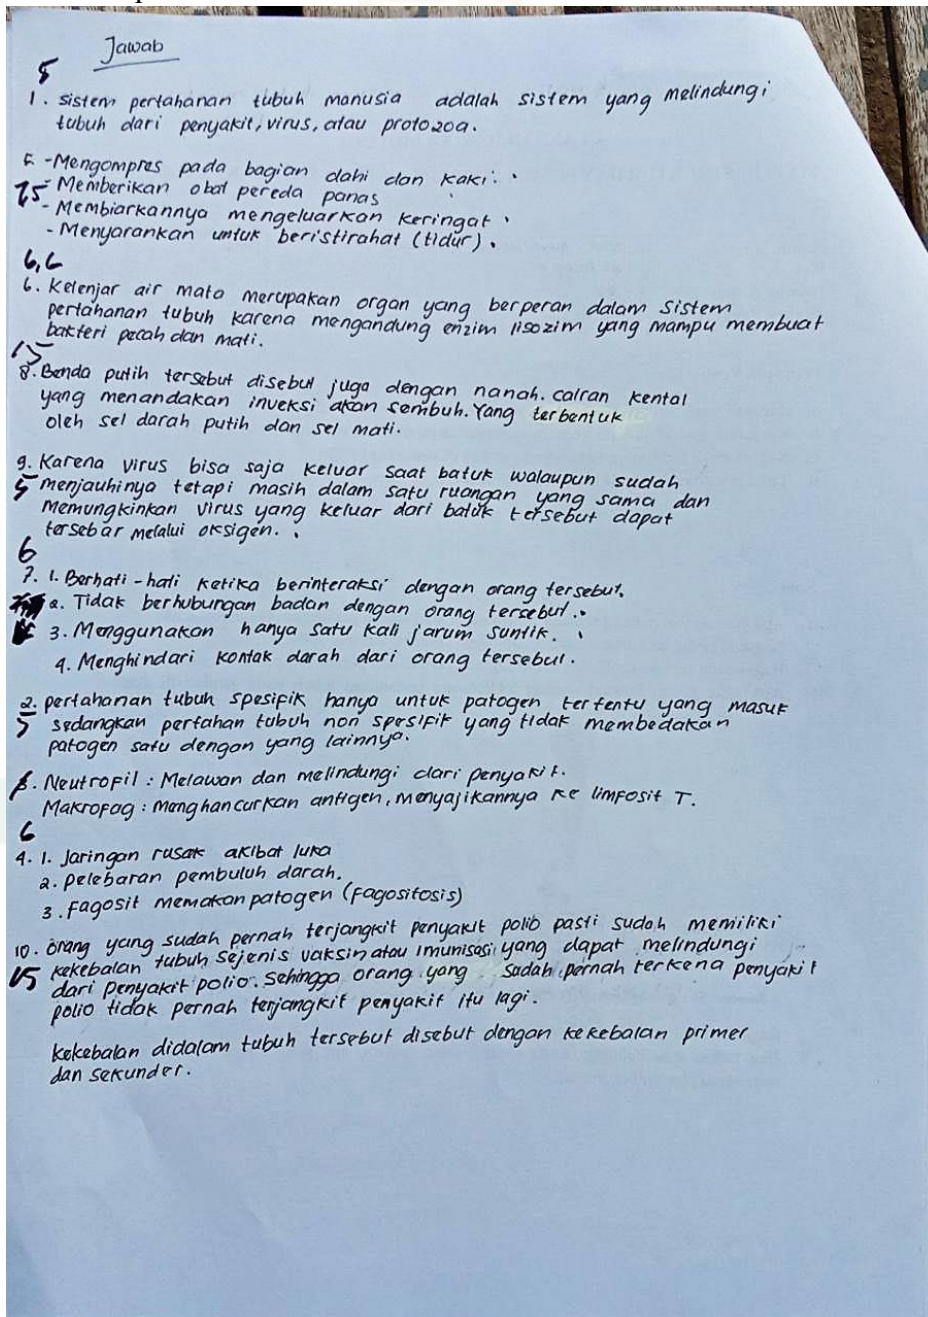 Jawab
5
1. sistem pertahanan tubuh manusia adalah sistem yang melindungi
tubuh dari penyakit, virus, atau protozoa.
5. -Mengompres pada bagian dahi dan kaki.
- Memberikan obat pereda panas
- Membiarkannya mengeluarkan keringat
- Menyarankan untuk beristirahat (tidur).
6,6
6. Kelenjar air mata merupakan organ yang berperan dalam sistem
pertahanan tubuh karena mengandung enzim lisozim yang mampu membuat
bakteri pecah dan mati.
15
8. Benda putih tersebut disebut juga dengan nanah. cairan kental
yang menandakan inveksi akan sembuh. Yang terbentuk
oleh sel darah putih dan sel mati.
9. Karena virus bisa saja keluar saat batuk walaupun sudah
5 menjauhinya tetapi masih dalam satu ruangan yang sama dan
Memungkinkan virus yang keluar dari batuk tersebut dapat
tersebar melalui oksigen.
6
7. 1. Berhati-hati ketika berinteraksi dengan orang tersebut.
2. Tidak berhubungan badan dengan orang tersebut.
3. Menggunakan hanya satu kali jarum suntik.
4. Menghindari kontak darah dari orang tersebut.
2. pertahanan tubuh spesipik hanya untuk patogen tertentu yang masuk
5 sedangkan pertahan tubuh non spesifik yang tidak membedakan
patogen satu dengan yang lainnya.
3. Neutrofil : Melawan dan melindungi dari penyakit.
Makrofag : menghancurkan antigen, menyajikannya ke limfosit T.
6
4. 1. Jaringan rusak akibat luka
2. pelebaran pembuluh darah.
3. Fagosit memakan patogen (Fagositosis)
10. orang yang sudah pernah terjangkit penyakit polio pasti sudah memiliki
kekebalan tubuh sejenis vaksin atau imunisasi yang dapat melindungi
dari penyakit polio. Sehingga orang yang sudah pernah terkena penyakit
polio tidak pernah terjangkit penyakit itu lagi.
kekebalan didalam tubuh tersebut disebut dengan kekebalan primer
dan sekunder.